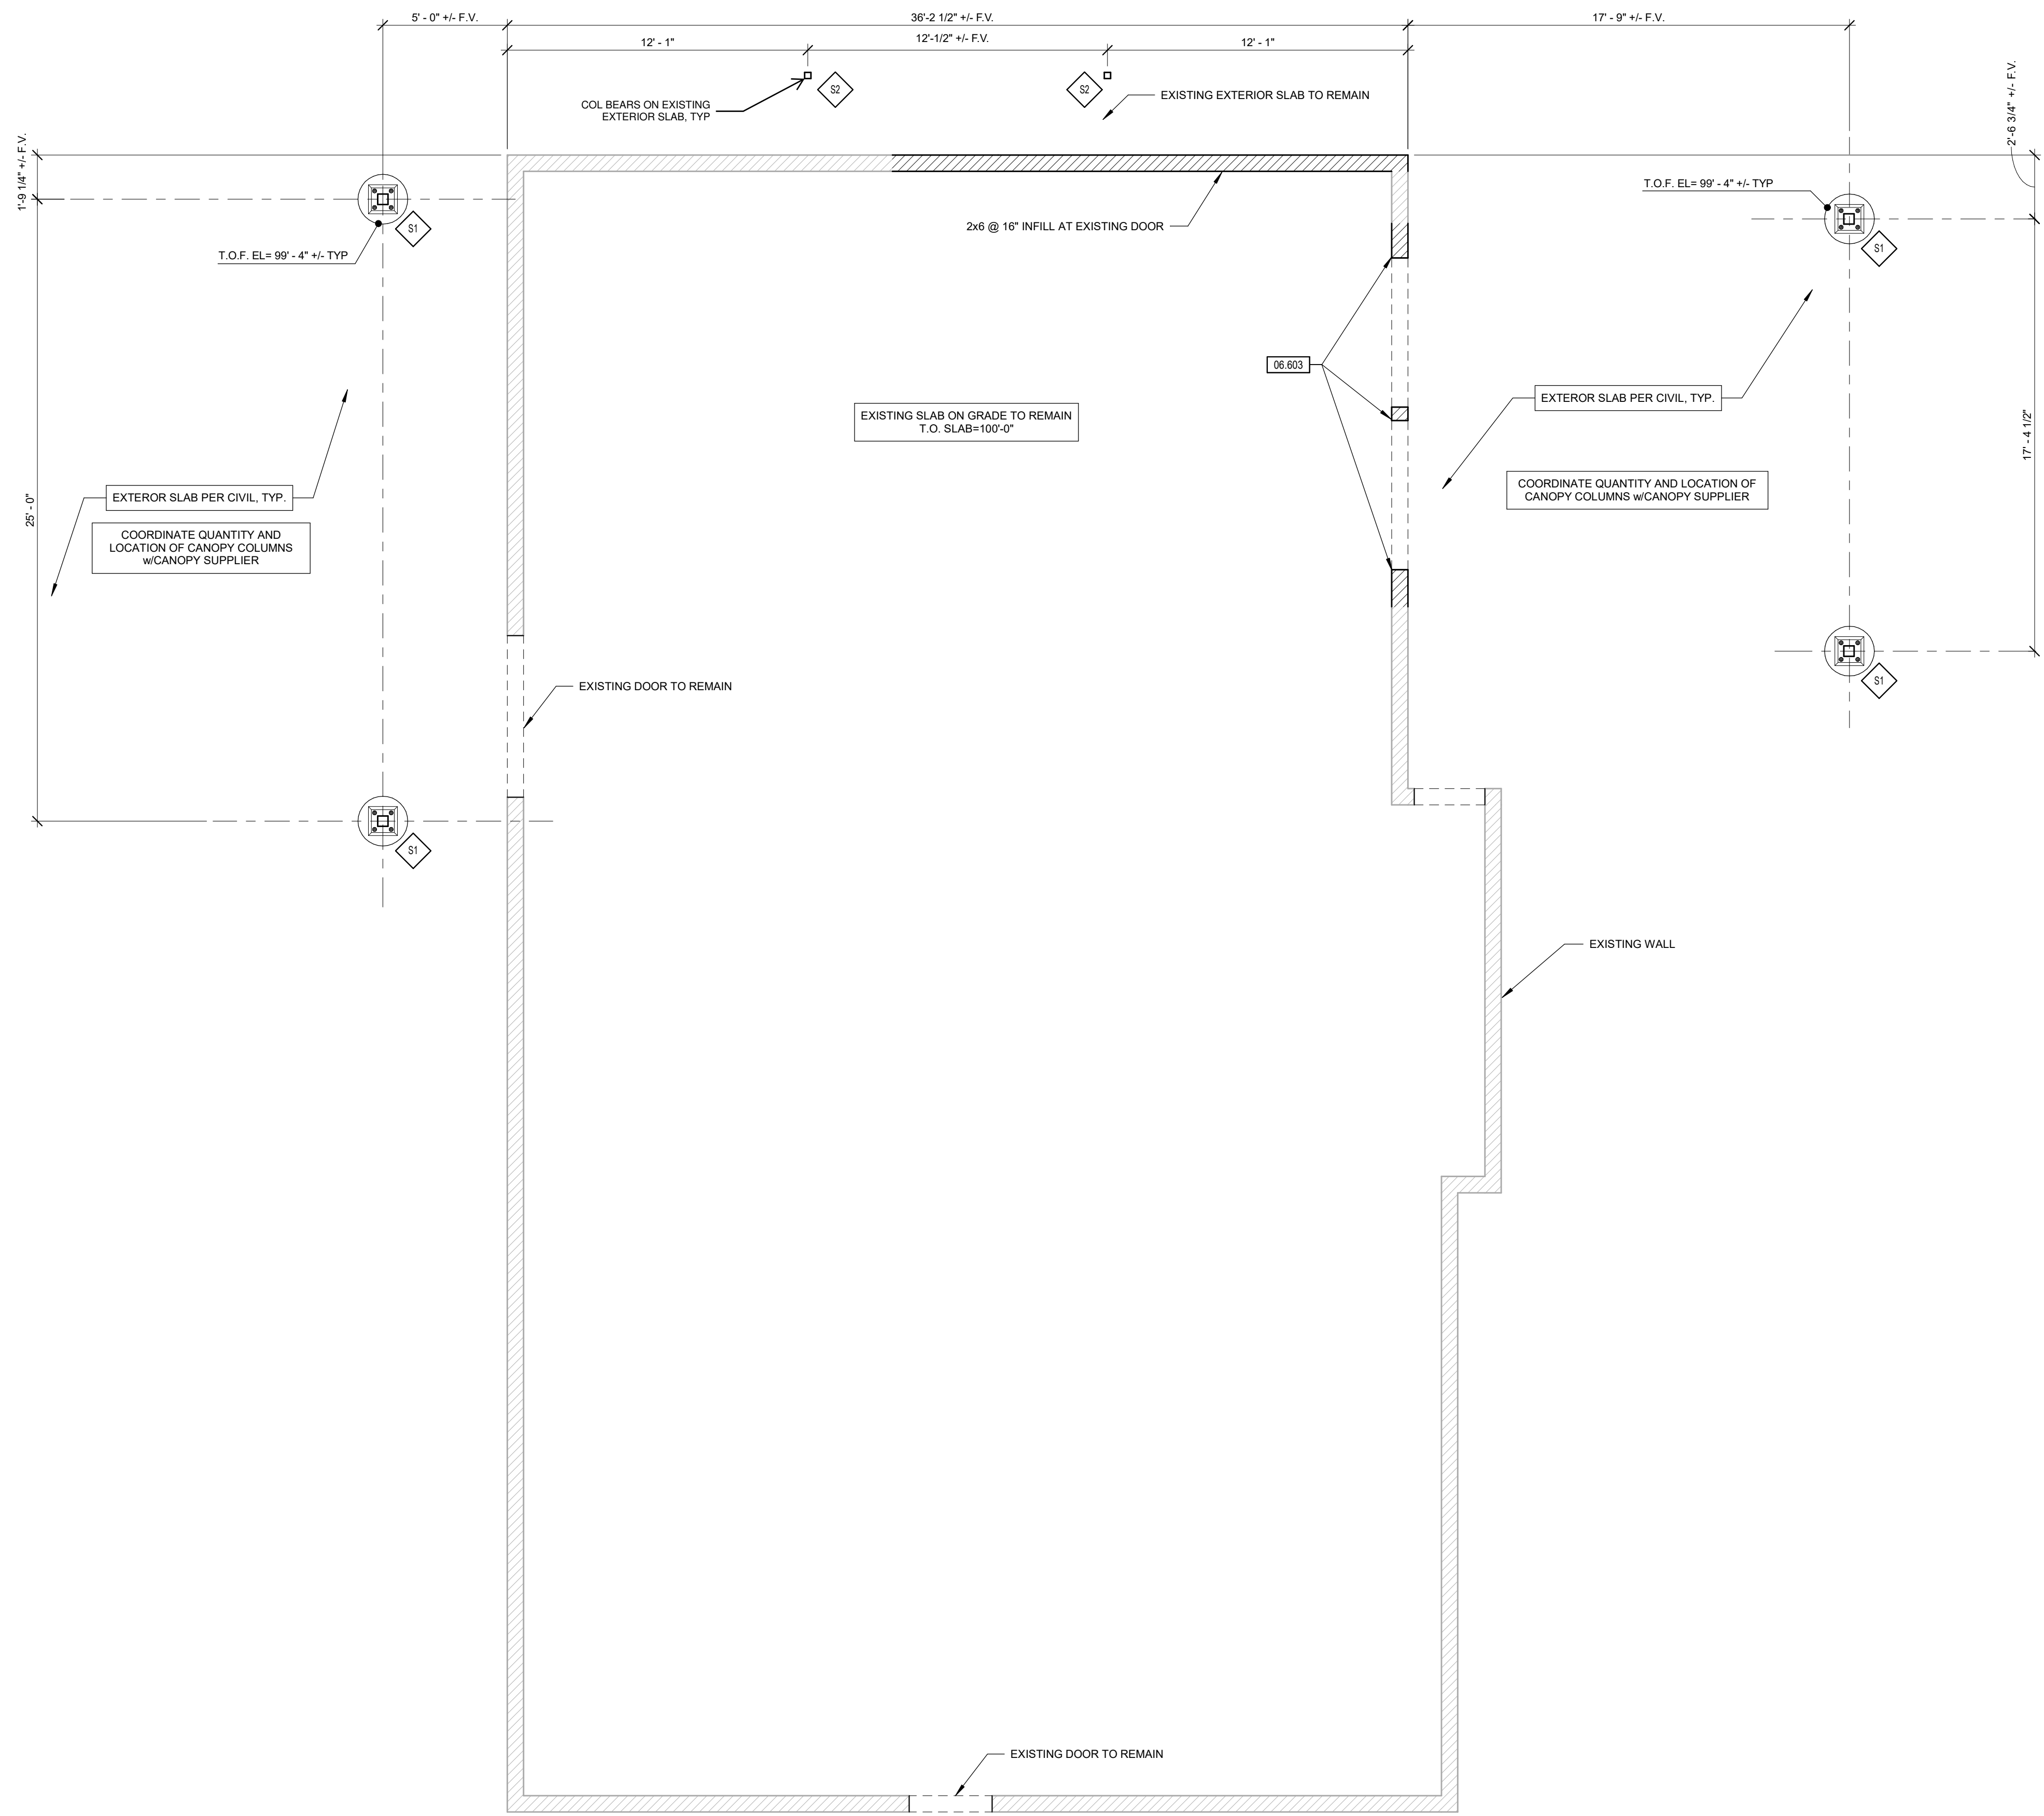 5' - 0" +/- F.V.
36'-2 1/2" +/- F.V.
17' - 9" +/- F.V.
12' - 1"
12'-1/2" +/- F.V.
12' - 1"
S2
S2
COL BEARS ON EXISTING
EXTERIOR SLAB, TYP
EXISTING EXTERIOR SLAB TO REMAIN
2'-6 3/4" +/- F.V.
1'-9 1/4" +/- F.V.
T.O.F. EL= 99' - 4" +/- TYP
S1
2x6 @ 16" INFILL AT EXISTING DOOR
S1
T.O.F. EL= 99' - 4" +/- TYP
S1
06.603
EXTEROR SLAB PER CIVIL, TYP.
EXISTING SLAB ON GRADE TO REMAIN
T.O. SLAB=100'-0"
17' - 4 1/2"
COORDINATE QUANTITY AND LOCATION OF
CANOPY COLUMNS w/CANOPY SUPPLIER
25' - 0"
EXTEROR SLAB PER CIVIL, TYP.
COORDINATE QUANTITY AND
LOCATION OF CANOPY COLUMNS
w/CANOPY SUPPLIER
EXISTING DOOR TO REMAIN
S1
EXISTING WALL
EXISTING DOOR TO REMAIN